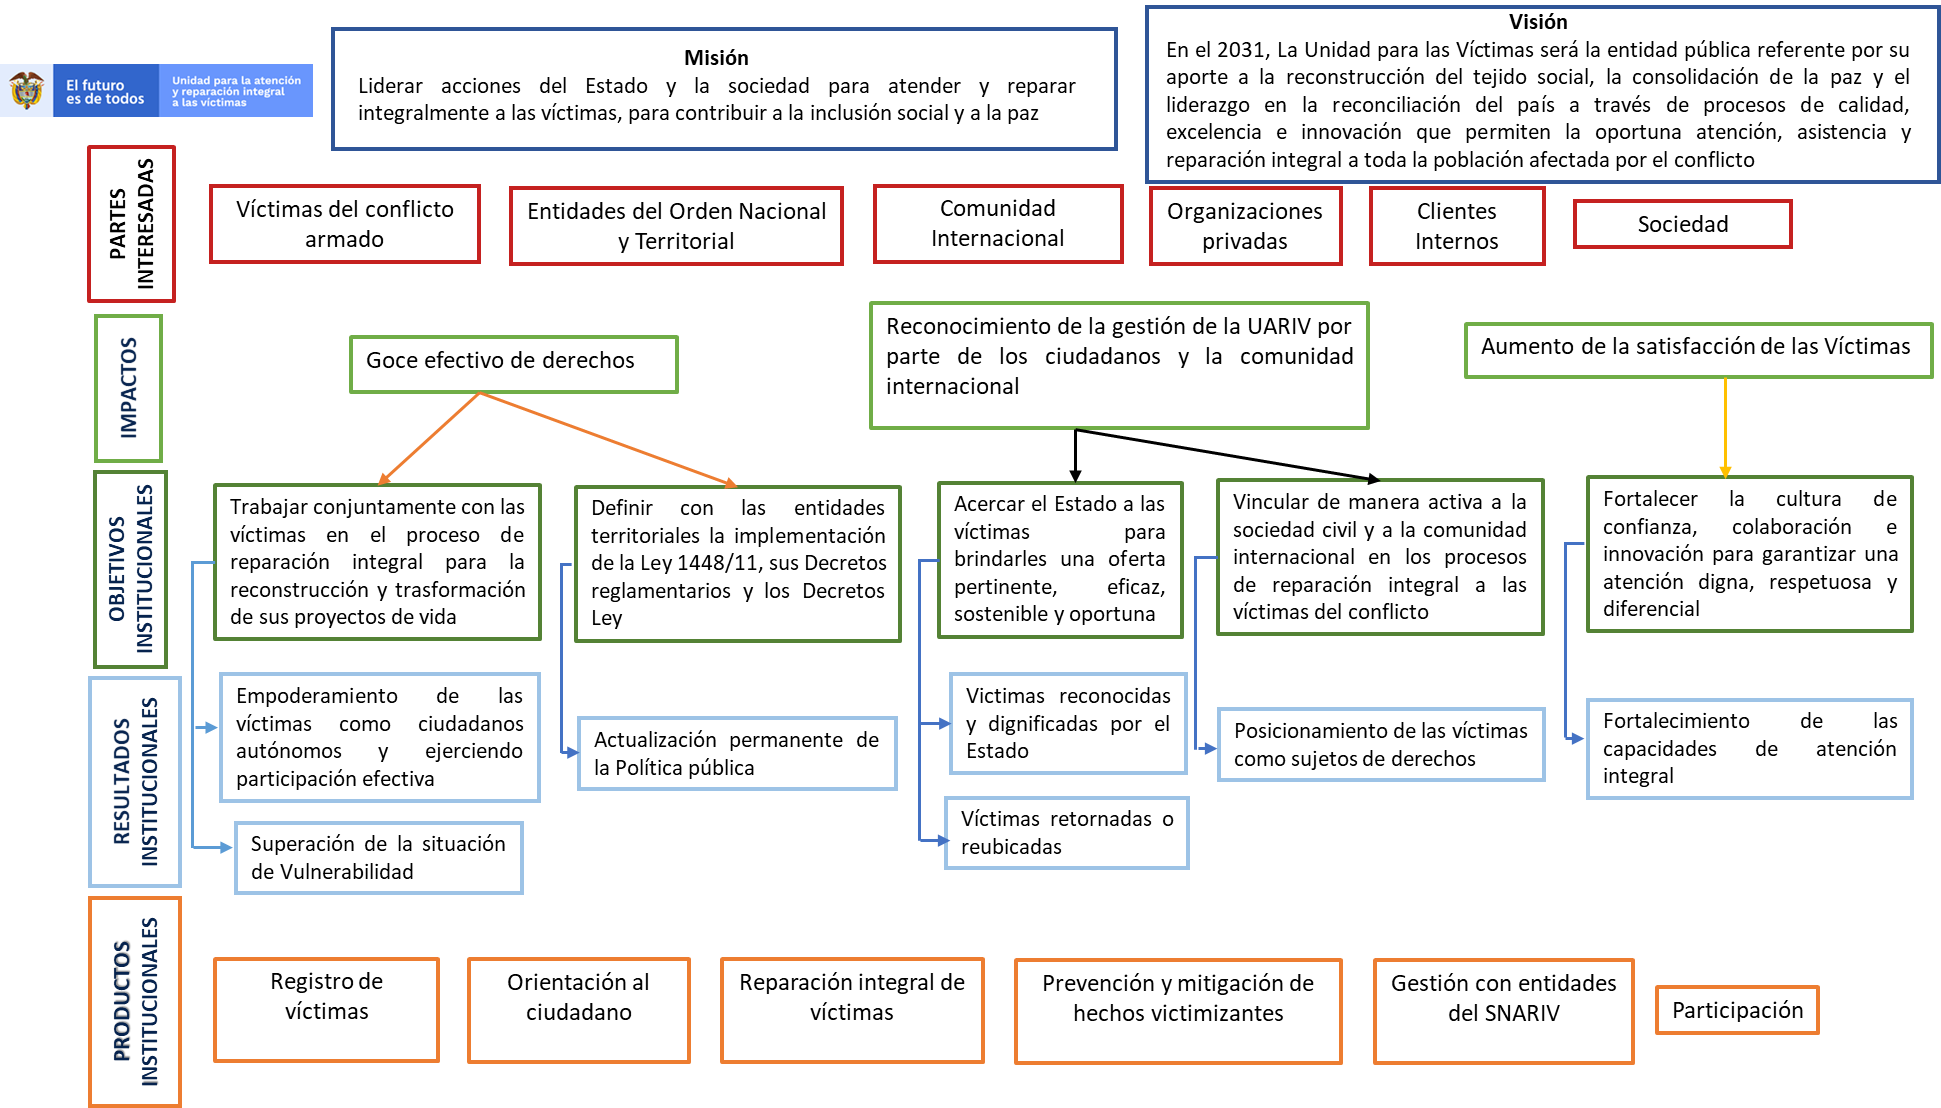 El futuro
es de todos
Unidad para la atención
y reparación integral
a las víctimas
Misión
Liderar acciones del Estado y la sociedad para atender y reparar
integralmente a las víctimas, para contribuir a la inclusión social y a la paz
Visión
En el 2031, La Unidad para las Víctimas será la entidad pública referente por su
aporte a la reconstrucción del tejido social, la consolidación de la paz y el
liderazgo en la reconciliación del país a través de procesos de calidad,
excelencia e innovación que permiten la oportuna atención, asistencia y
reparación integral a toda la población afectada por el conflicto
PARTES
INTERESADAS
Víctimas del conflicto
armado
Entidades del Orden Nacional
y Territorial
Comunidad
Internacional
Organizaciones
privadas
Clientes
Internos
Sociedad
IMPACTOS
Goce efectivo de derechos
Reconocimiento de la gestión de la UARIV por
parte de los ciudadanos y la comunidad
internacional
Aumento de la satisfacción de las Víctimas
OBJETIVOS
INSTITUCIONALES
Trabajar conjuntamente con las
víctimas en el proceso de
reparación integral para la
reconstrucción y trasformación
de sus proyectos de vida
Definir con las entidades
territoriales la implementación
de la Ley 1448/11, sus Decretos
reglamentarios y los Decretos
Ley
Acercar el Estado a las
víctimas para
brindarles una oferta
pertinente, eficaz,
sostenible y oportuna
Vincular de manera activa a la
sociedad civil y a la comunidad
internacional en los procesos
de reparación integral a las
víctimas del conflicto
Fortalecer la cultura de
confianza, colaboración e
innovación para garantizar una
atención digna, respetuosa y
diferencial
RESULTADOS
INSTITUCIONALES
Empoderamiento de las
víctimas como ciudadanos
autónomos y ejerciendo
participación efectiva
Superación de la situación
de Vulnerabilidad
Actualización permanente de
la Política pública
Victimas reconocidas
y dignificadas por el
Estado
Víctimas retornadas o
reubicadas
Posicionamiento de las víctimas
como sujetos de derechos
Fortalecimiento de las
capacidades de atención
integral
PRODUCTOS
INSTITUCIONALES
Registro de
víctimas
Orientación al
ciudadano
Reparación integral de
víctimas
Prevención y mitigación de
hechos victimizantes
Gestión con entidades
del SNARIV
Participación